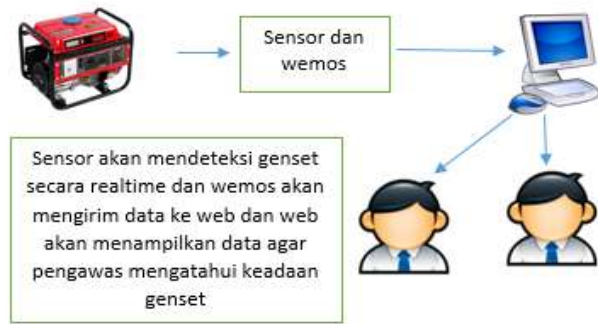 Sensor dan
wemos
Sensor akan mendeteksi genset
secara realtime dan wemos akan
mengirim data ke web dan web
akan menampilkan data agar
pengawas mengatahui keadaan
genset